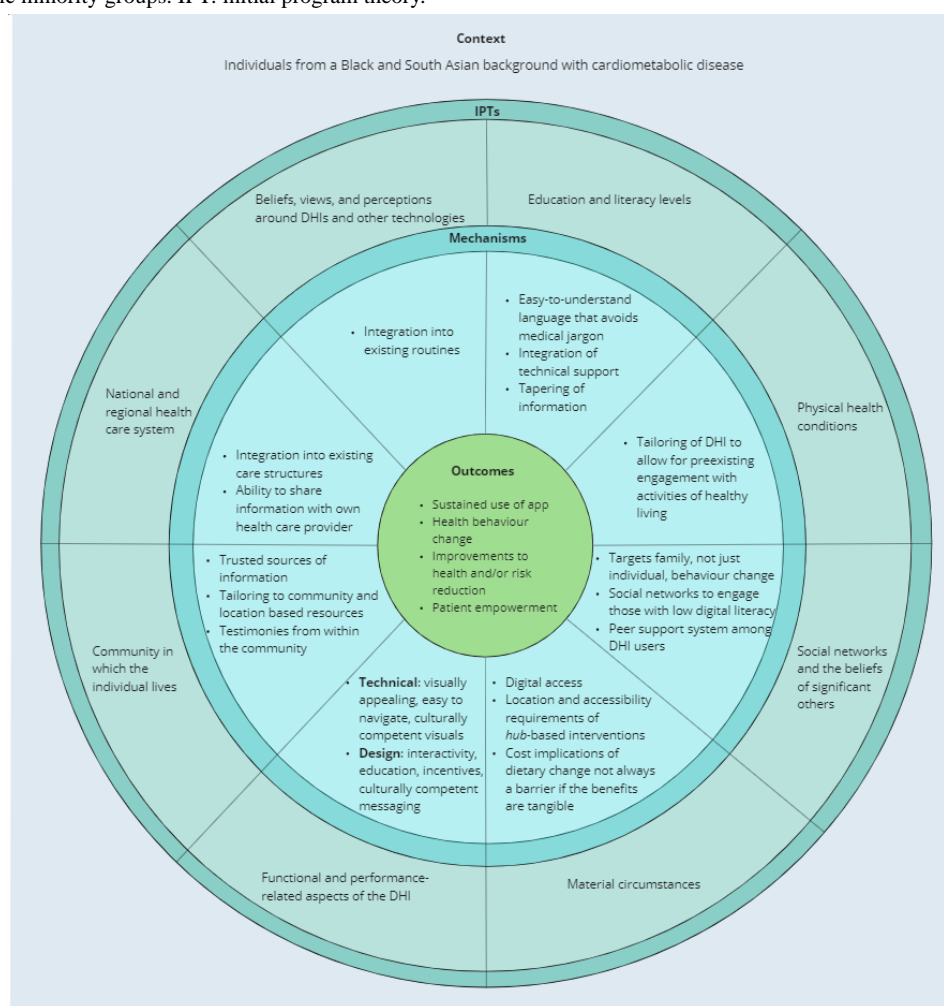 ic minority groups. IPT: initial program theory.
Context
Individuals from a Black and South Asian background with cardiometabolic disease
IPTs
Beliefs, views, and perceptions
around DHIs and other technologies
Education and literacy levels
Mechanisms
• Integration into
existing routines
• Easy-to-understand
language that avoids
medical jargon
• Integration of
technical support
• Tapering of
information
National and
regional health
care system
Physical health
conditions
• Integration into existing
care structures
• Ability to share
information with own
health care provider
Outcomes
• Sustained use of app
• Health behaviour
change
• Improvements to
health and/or risk
reduction
• Patient empowerment
• Tailoring of DHI to
allow for preexisting
engagement with
activities of healthy
living
• Trusted sources of
information
• Tailoring to community and
location based resources
• Testimonies from within
the community
• Targets family, not just
individual, behaviour change
• Social networks to engage
those with low digital literacy
• Peer support system among
DHI users
Community in
which the
individual lives
Social networks
and the beliefs
of significant
others
• Technical: visually
appealing, easy to
navigate, culturally
competent visuals
• Design: interactivity,
education, incentives,
culturally competent
messaging
• Digital access
• Location and accessibility
requirements of
hub-based interventions
• Cost implications of
dietary change not always
a barrier if the benefits
are tangible
Functional and performance-
related aspects of the DHI
Material circumstances